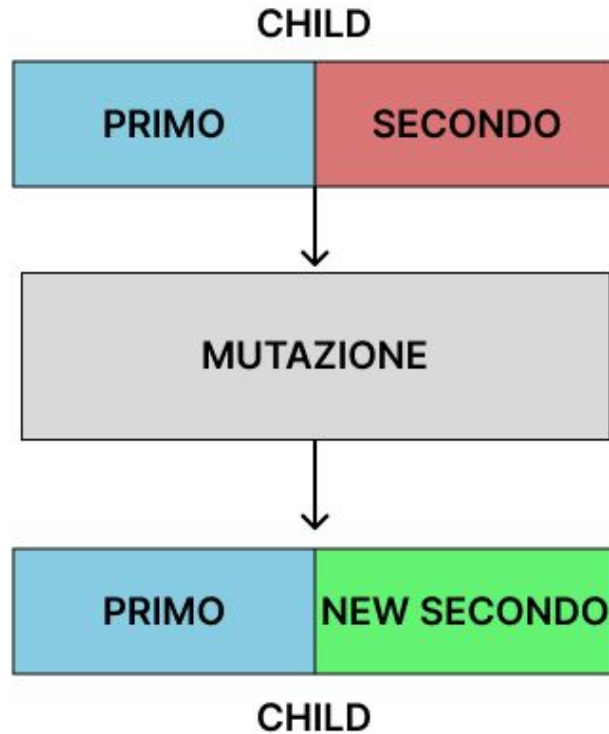 CHILD
PRIMO SECONDO
MUTAZIONE
PRIMO NEW SECONDO
CHILD